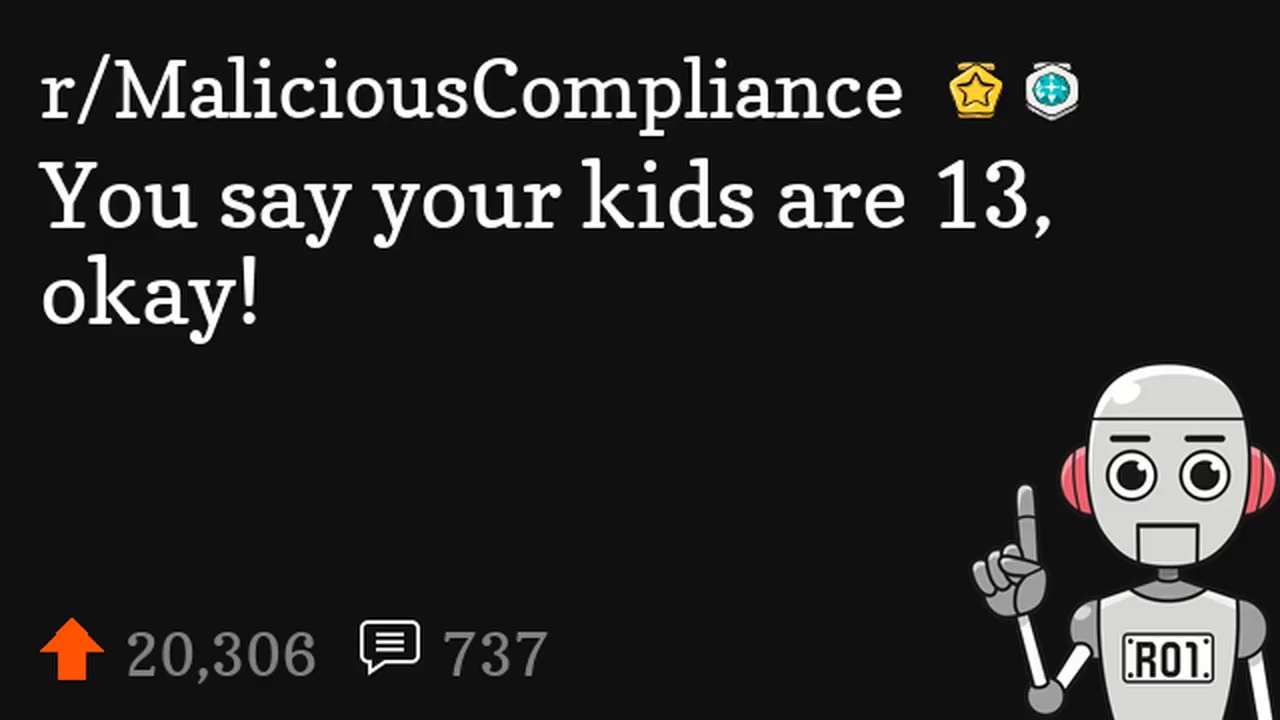 r/MaliciousCompliance
You say your kids are 13,
okay!
20,306 737
R01